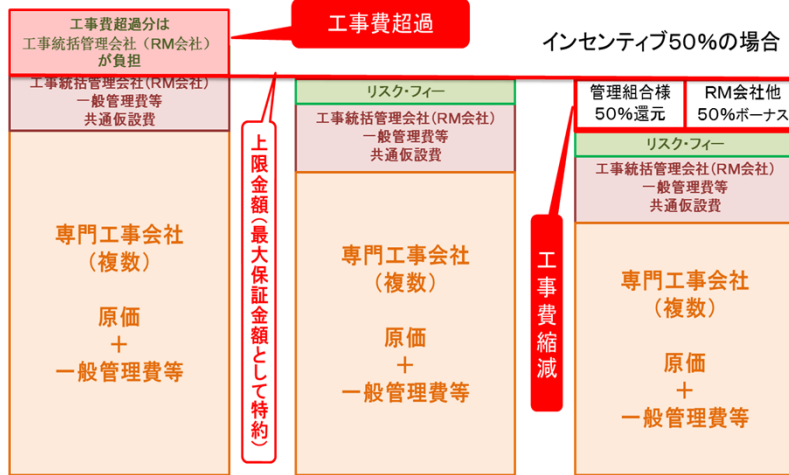 工事費超過分は
工事統括管理会社（RM会社）
が負担
工事費超過
インセンティブ50%の場合
工事統括管理会社(RM会社)
一般管理費等
共通仮設費
専門工事会社
(複数)
原価
＋
一般管理費等
上限金額(最大保証金額として特約)
リスク・フィー
工事統括管理会社(RM会社)
一般管理費等
共通仮設費
専門工事会社
(複数)
原価
＋
一般管理費等
工事費縮減
管理組合様
50%還元
RM会社他
50%ボーナス
リスク・フィー
工事統括管理会社(RM会社)
一般管理費等
共通仮設費
専門工事会社
(複数)
原価
＋
一般管理費等